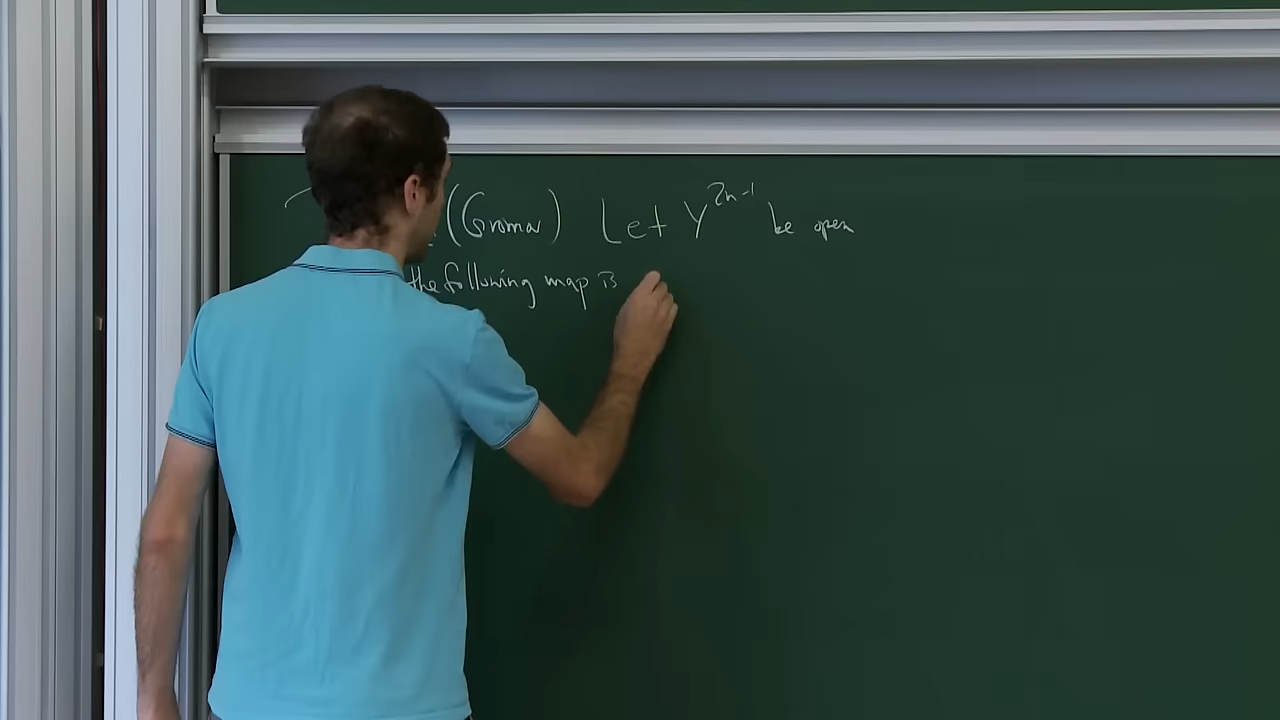 (Gromov) Let Y^{2n-1} be open
the following map is